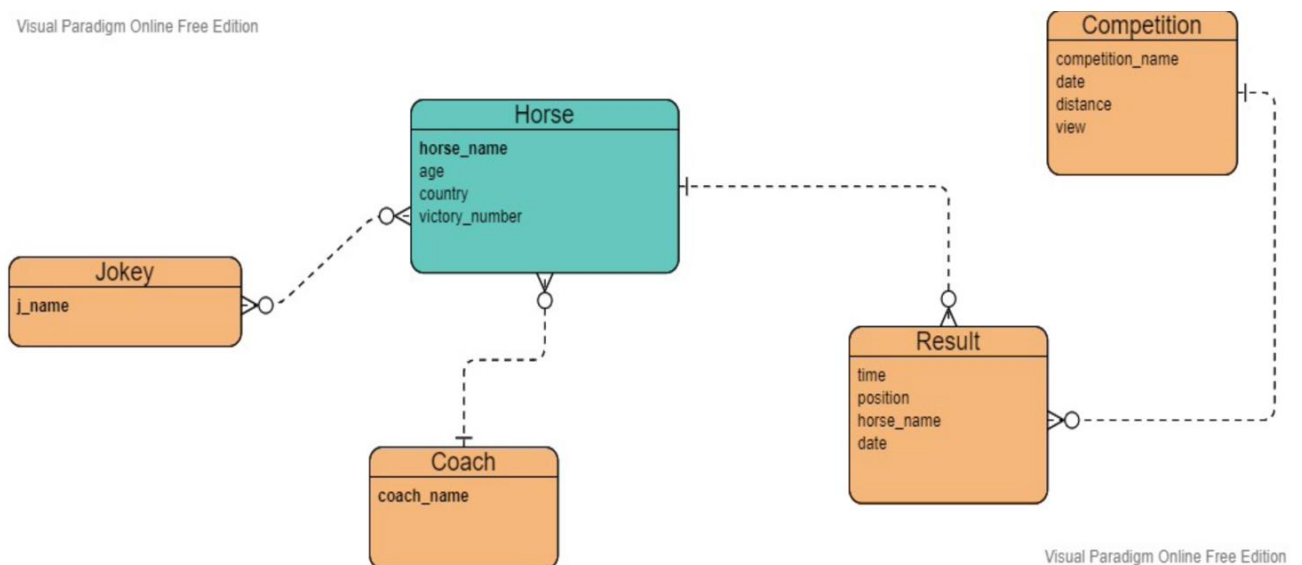 Visual Paradigm Online Free Edition
Competition
competition_name
date
distance
view
Horse
horse_name
age
country
victory_number
Jokey
j_name
Result
time
position
horse_name
date
Coach
coach_name
Visual Paradigm Online Free Edition